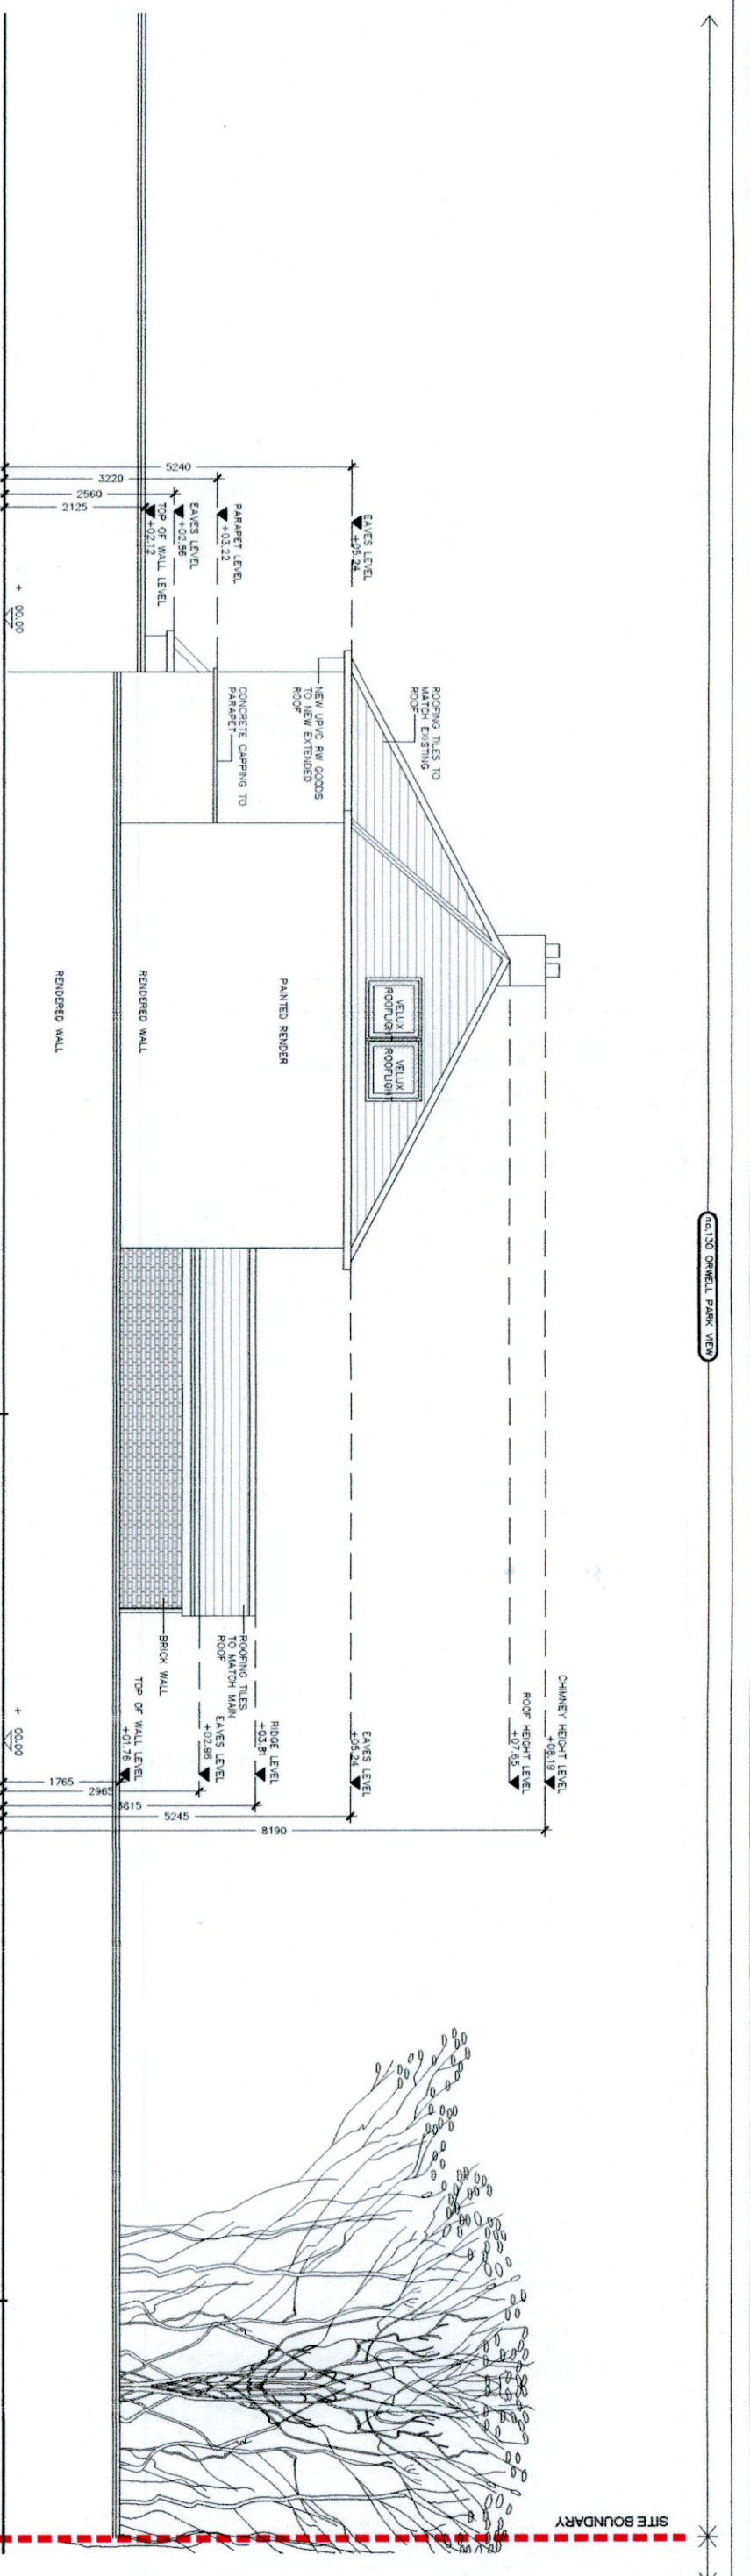 no.130 ORWELL PARK VIEW
SITE BOUNDARY
CHIMNEY HEIGHT LEVEL
+08.19
ROOF HEIGHT LEVEL
+07.65
EAVES LEVEL
+05.24
ROOFING TILES TO
MATCH EXISTING
ROOF
VELUX
ROOFLIGHT
VELUX
ROOFLIGHT
EAVES LEVEL
+05.24
NEW UPVC RW GOODS
TO NEW EXTENDED
ROOF
PAINTED RENDER
RIDGE LEVEL
+03.81
PARAPET LEVEL
+03.22
CONCRETE CAPPING TO
PARAPET
ROOFING TILES
TO MATCH MAIN
ROOF
EAVES LEVEL
+02.96
EAVES LEVEL
+02.56
TOP OF WALL LEVEL
+02.12
BRICK WALL
TOP OF WALL LEVEL
+01.76
RENDERED WALL
RENDERED WALL
5240
3220
2560
2125
1765
2965
3815
5245
8190
+ 00.00
+ 00.00